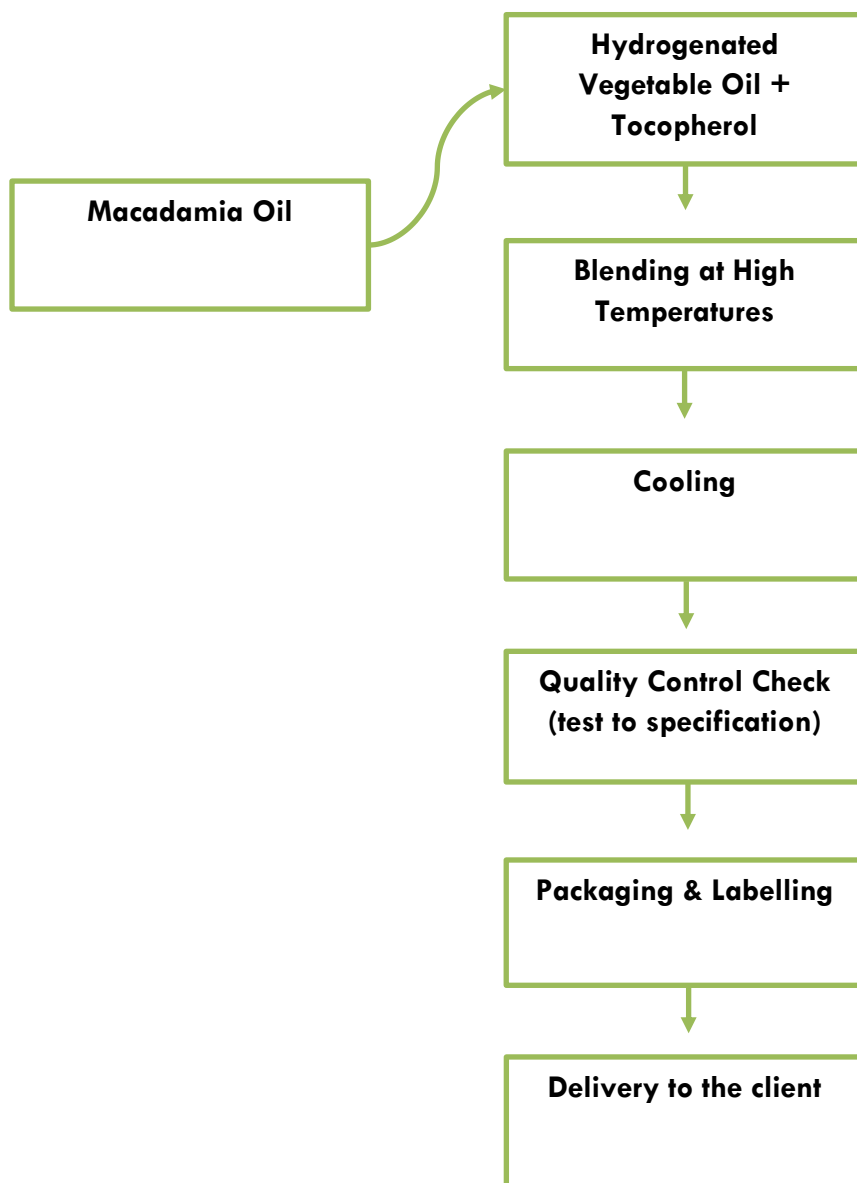 Hydrogenated
Vegetable Oil +
Tocopherol
Macadamia Oil
Blending at High
Temperatures
Cooling
Quality Control Check
(test to specification)
Packaging & Labelling
Delivery to the client